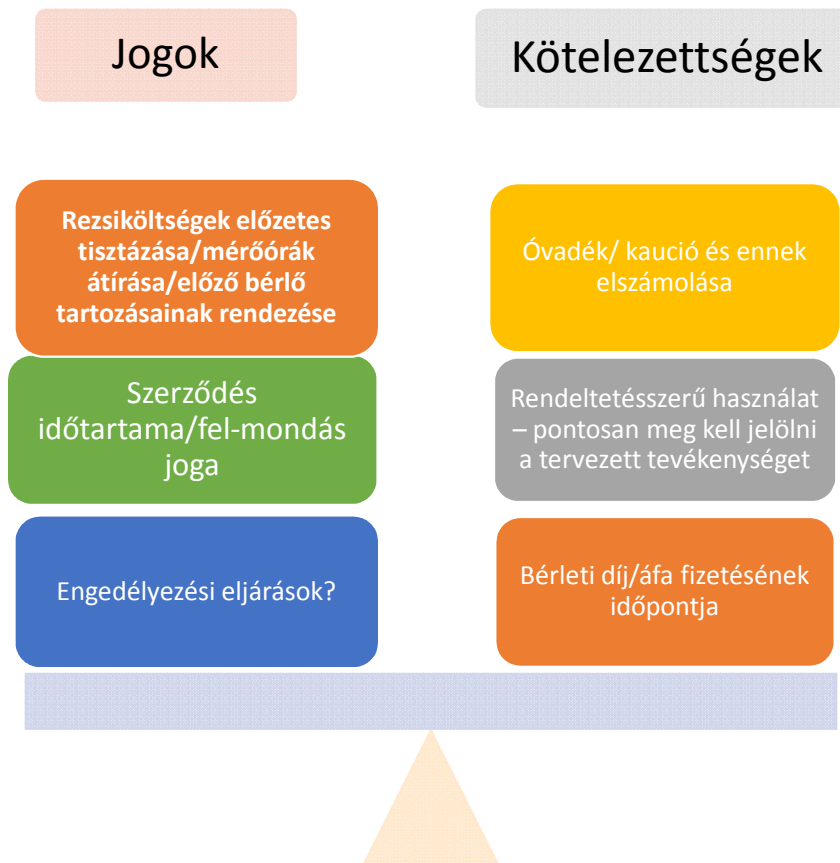 Jogok
Kötelezettségek
Rezsiköltségek előzetes
tisztázása/mérőórák
átírása/előző bérlő
tartozásainak rendezése
Szerződés
időtartama/fel-mondás
joga
Engedélyezési eljárások?
Óvadék/ kaució és ennek
elszámolása
Rendeltetésszerű használat
– pontosan meg kell jelölni
a tervezett tevékenységet
Bérleti díj/áfa fizetésének
időpontja